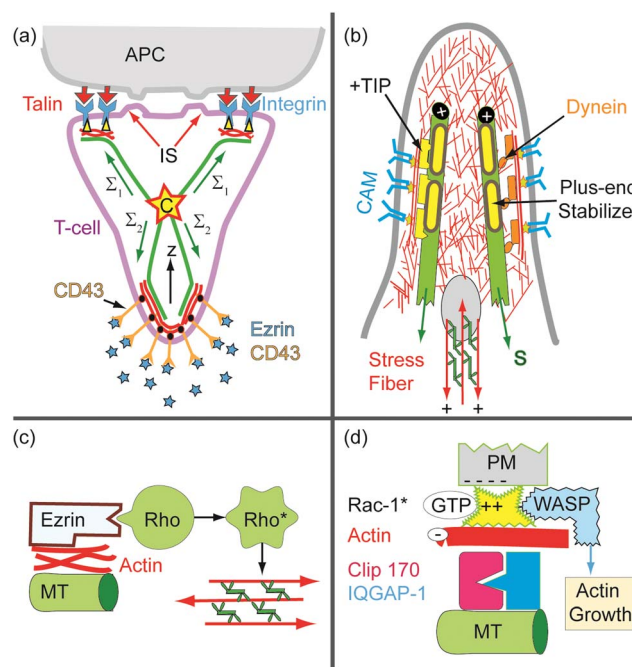 (a)
APC
Talin
Integrin
IS
Σ1
Σ1
C
Σ2
Σ2
T-cell
z
CD43
Ezrin
CD43
(b)
+TIP
+
+
Dynein
CAM
Plus-end
Stabilize
Stress
Fiber
S
+ +
(c)
Ezrin
Rho
Rho*
Actin
MT
(d)
PM
- - - -
Rac-1*
GTP
++
WASP
Actin
-
Clip 170
IQGAP-1
Actin
Growth
MT